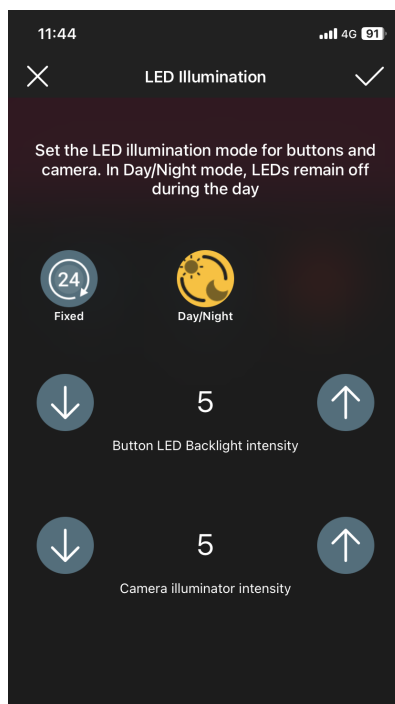 11:44
4G 91
LED Illumination
Set the LED illumination mode for buttons and
camera. In Day/Night mode, LEDs remain off
during the day
24
Fixed
Day/Night
5
Button LED Backlight intensity
5
Camera illuminator intensity